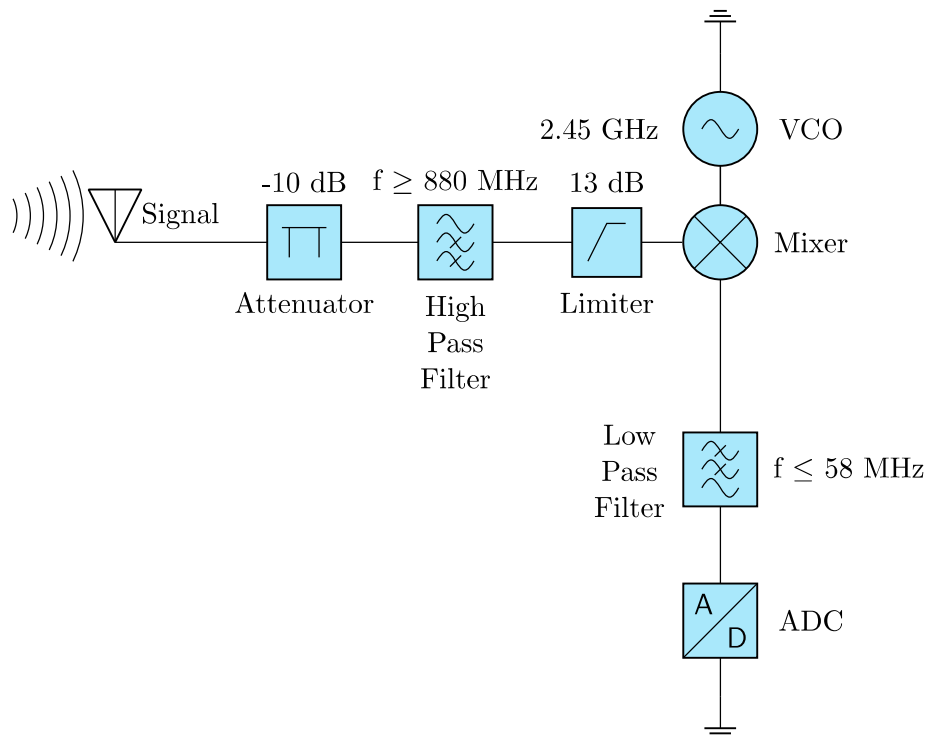 2.45 GHz
VCO
-10 dB
f ≥ 880 MHz
13 dB
Signal
Mixer
Attenuator
High
Pass
Filter
Limiter
Low
Pass
Filter
f ≤ 58 MHz
A
D
ADC